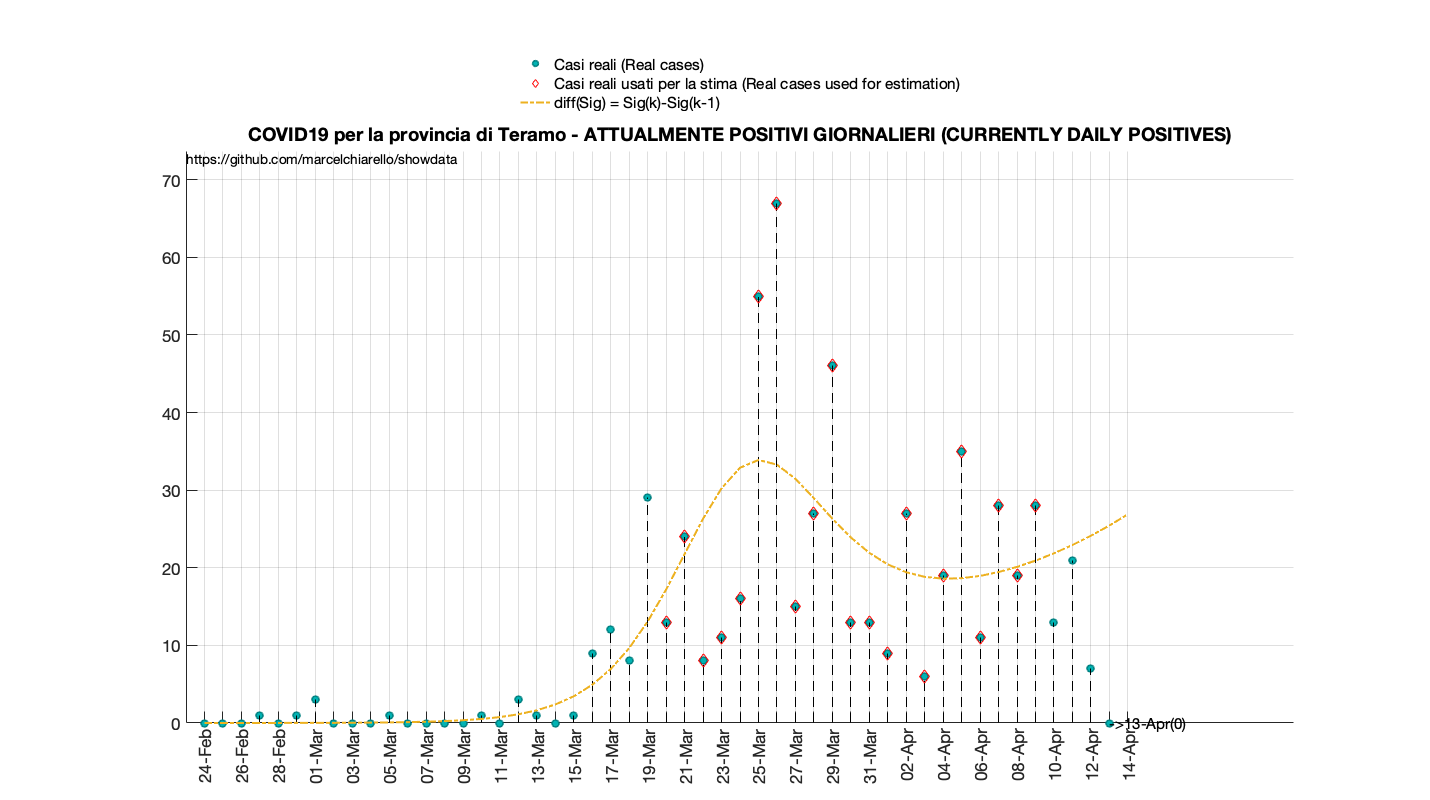 Casi reali (Real cases)
Casi reali usati per la stima (Real cases used for estimation)
diff(Sig) = Sig(k)-Sig(k-1)
COVID19 per la provincia di Teramo - ATTUALMENTE POSITIVI GIORNALIERI (CURRENTLY DAILY POSITIVES)
https://github.com/marcelchiarello/showdata
70
60
50
40
30
20
10
0
->13-Apr(0)
24-Feb
26-Feb
28-Feb
01-Mar
03-Mar
05-Mar
07-Mar
09-Mar
11-Mar
13-Mar
15-Mar
17-Mar
19-Mar
21-Mar
23-Mar
25-Mar
27-Mar
29-Mar
31-Mar
02-Apr
04-Apr
06-Apr
08-Apr
10-Apr
12-Apr
14-Apr